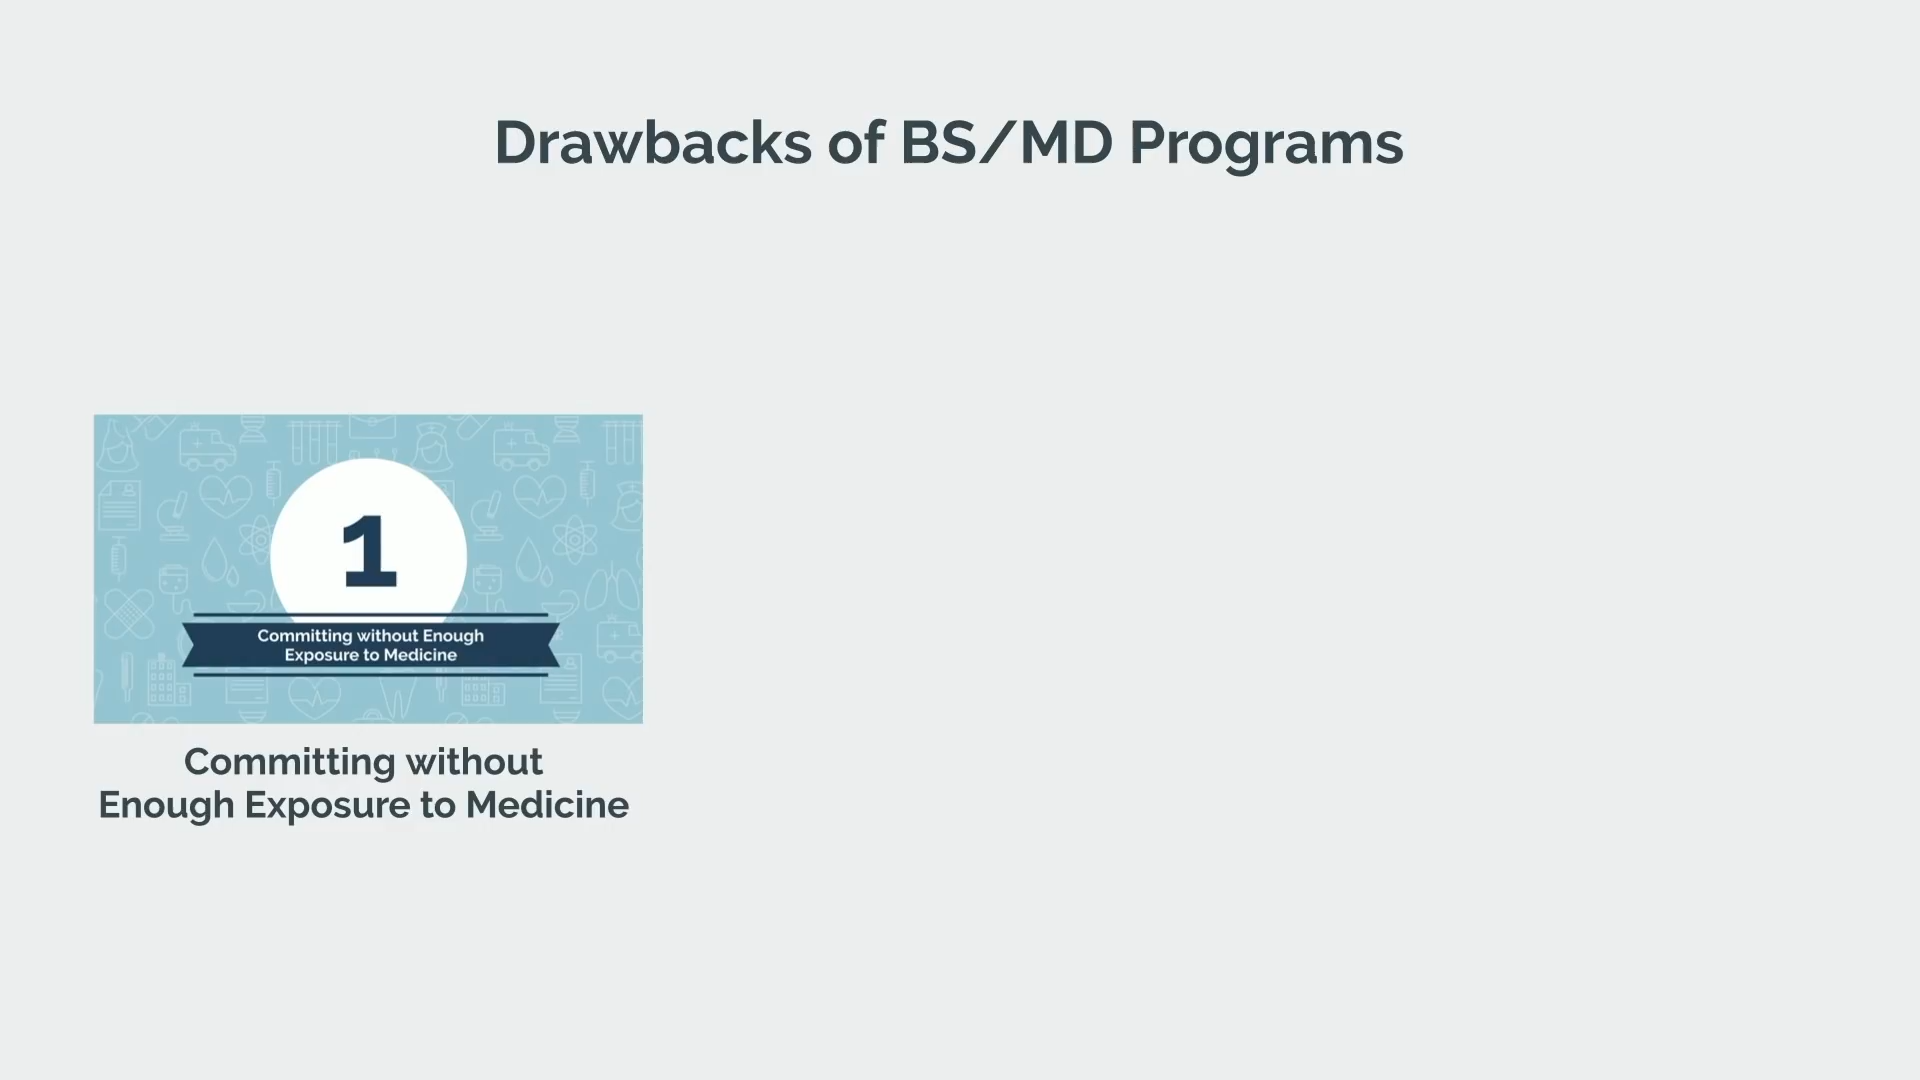 Drawbacks of BS/MD Programs
1
Committing without Enough
Exposure to Medicine
Committing without
Enough Exposure to Medicine